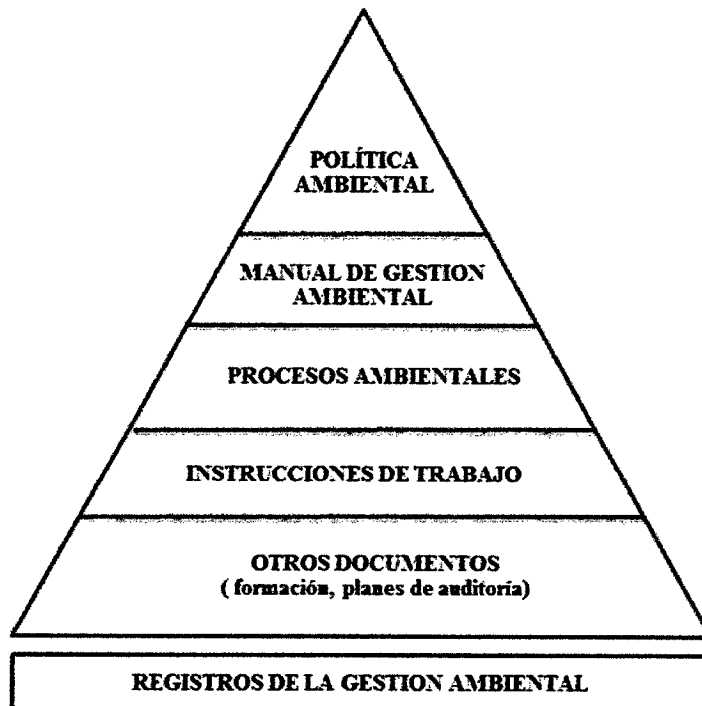 POLÍTICA
AMBIENTAL
MANUAL DE GESTION
AMBIENTAL
PROCESOS AMBIENTALES
INSTRUCCIONES DE TRABAJO
OTROS DOCUMENTOS
( formación, planes de auditoría)
REGISTROS DE LA GESTION AMBIENTAL